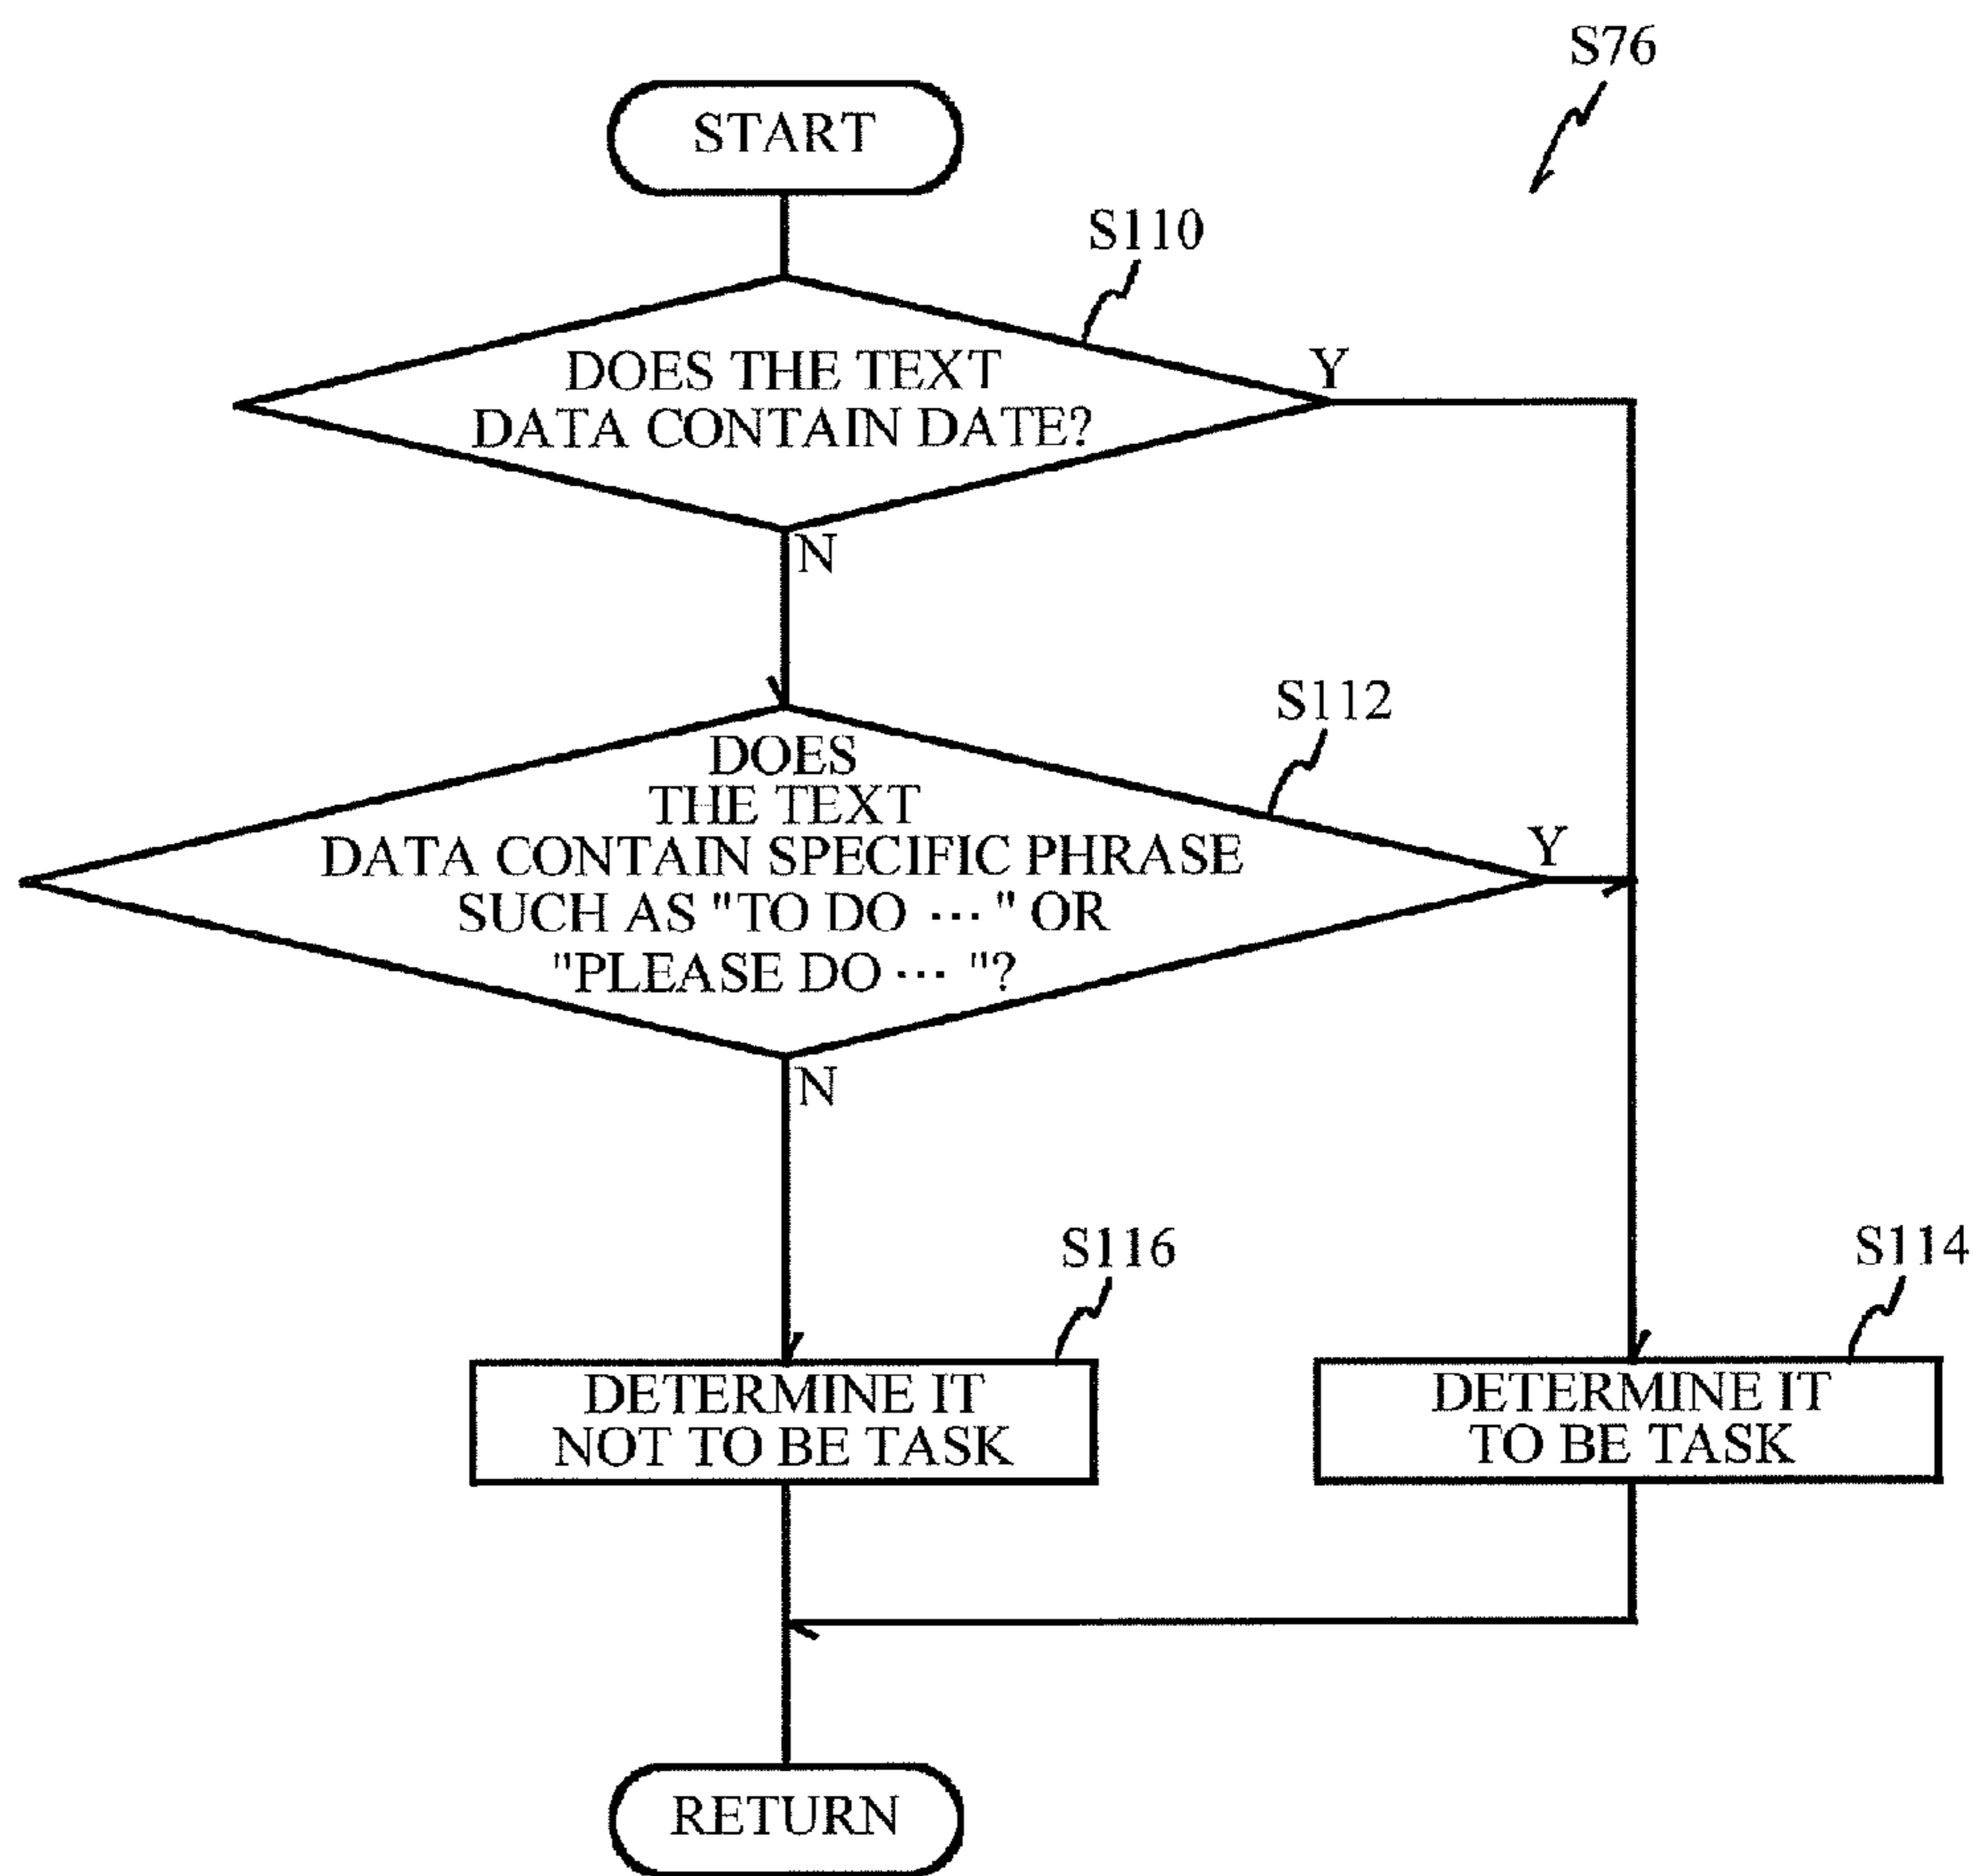 S76
START
S110
DOES THE TEXT
DATA CONTAIN DATE?
Y
N
S112
DOES
THE TEXT
DATA CONTAIN SPECIFIC PHRASE
SUCH AS "TO DO ··· " OR
"PLEASE DO ··· "?
Y
N
S116
DETERMINE IT
NOT TO BE TASK
S114
DETERMINE IT
TO BE TASK
RETURN